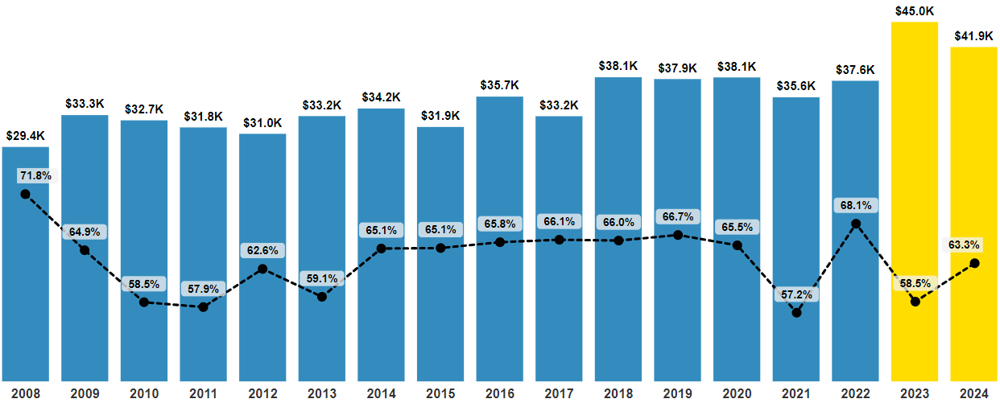 $29.4K $33.3K $32.7K $31.8K $31.0K $33.2K $34.2K $31.9K $35.7K $33.2K $38.1K $37.9K $38.1K $35.6K $37.6K $45.0K $41.9K
71.8% 64.9% 58.5% 57.9% 62.6% 59.1% 65.1% 65.1% 65.8% 66.1% 66.0% 66.7% 65.5% 57.2% 68.1% 58.5% 63.3%
2008 2009 2010 2011 2012 2013 2014 2015 2016 2017 2018 2019 2020 2021 2022 2023 2024